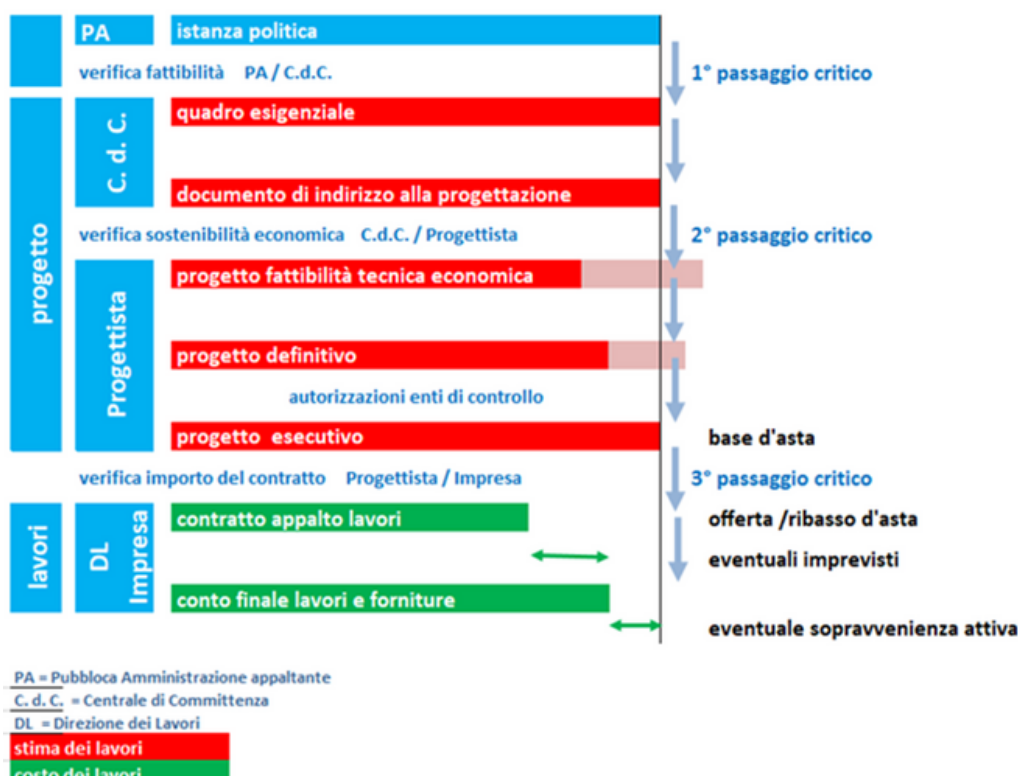 PA istanza politica
verifica fattibilità PA / C.d.C. 1° passaggio critico
progetto
C. d. C.
quadro esigenziale
documento di indirizzo alla progettazione
verifica sostenibilità economica C.d.C. / Progettista 2° passaggio critico
Progettista
progetto fattibilità tecnica economica
progetto definitivo
autorizzazioni enti di controllo
progetto esecutivo base d'asta
verifica importo del contratto Progettista / Impresa 3° passaggio critico
lavori
DL
Impresa
contratto appalto lavori offerta /ribasso d'asta
eventuali imprevisti
conto finale lavori e forniture
eventuale sopravvenienza attiva
PA = Pubbloca Amministrazione appaltante
C. d. C. = Centrale di Committenza
DL = Direzione dei Lavori
stima dei lavori
costo dei lavori